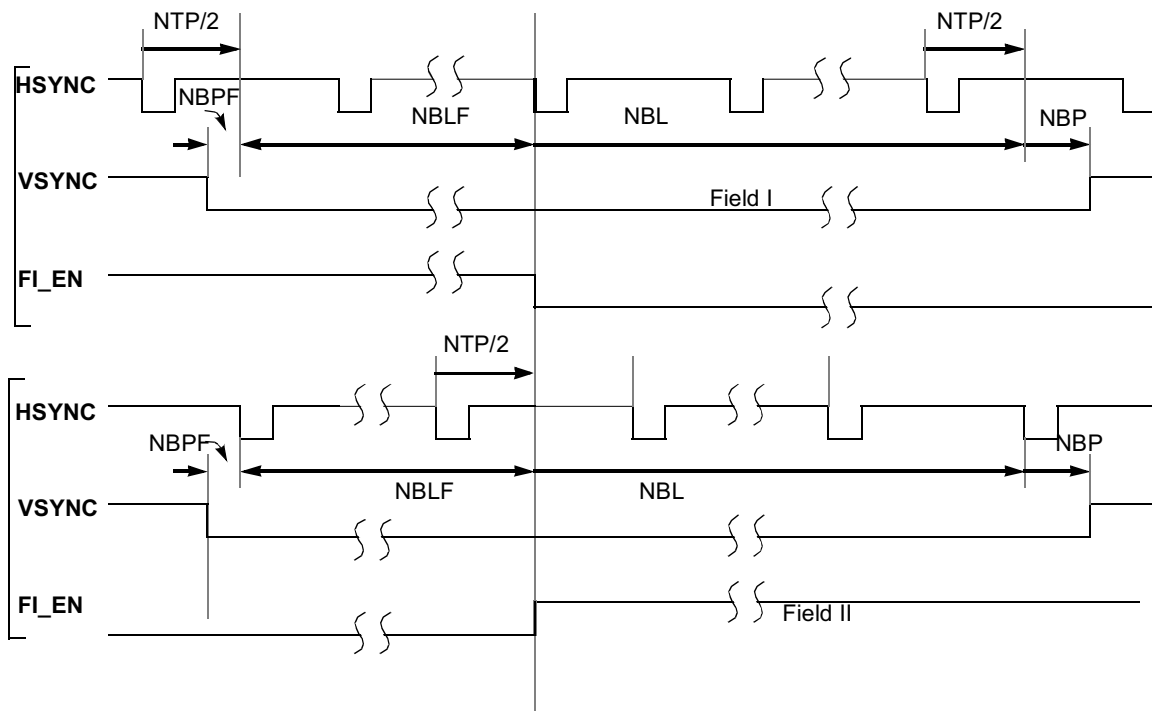 NTP/2
NTP/2
HSYNC
NBPF
NBLF
NBL
NBP
VSYNC
Field I
FI_EN
NTP/2
HSYNC
NBPF
NBP
NBLF
NBL
VSYNC
FI_EN
Field II